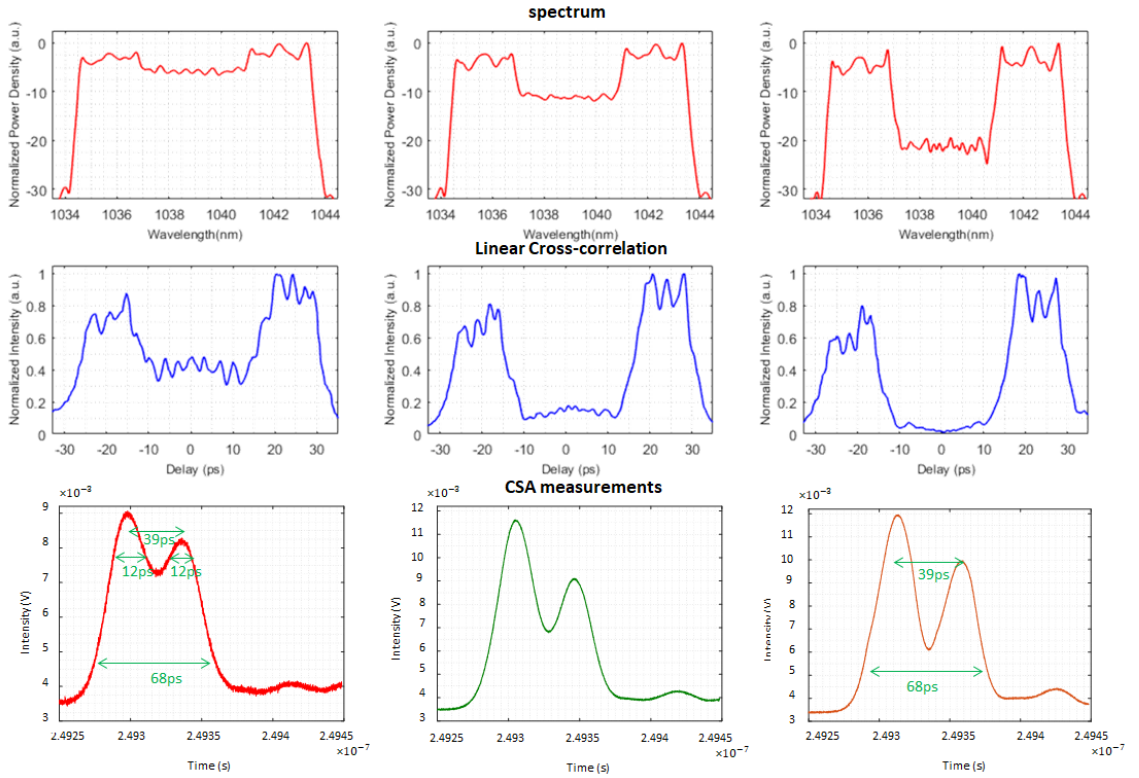 spectrum
Normalized Power Density (a.u.)
0
-10
-20
-30
1034 1036 1038 1040 1042 1044
Wavelength(nm)
Normalized Power Density (a.u.)
0
-10
-20
-30
1034 1036 1038 1040 1042 1044
Wavelength(nm)
Normalized Power Density (a.u.)
0
-10
-20
-30
1034 1036 1038 1040 1042 1044
Wavelength(nm)
Linear Cross-correlation
Normalized Intensity (a.u.)
1
0.8
0.6
0.4
0.2
0
-30 -20 -10 0 10 20 30
Delay (ps)
Normalized Intensity (a.u.)
1
0.8
0.6
0.4
0.2
0
-30 -20 -10 0 10 20 30
Delay (ps)
Normalized Intensity (a.u.)
1
0.8
0.6
0.4
0.2
0
-30 -20 -10 0 10 20 30
Delay (ps)
CSA measurements
×10⁻³
Intensity (V)
9
8
7
6
5
4
3
39ps
12ps 12ps
68ps
2.4925 2.493 2.4935 2.494 2.4945
×10⁻⁷
Time (s)
×10⁻³
Intensity (V)
12
11
10
9
8
7
6
5
4
3
2.4925 2.493 2.4935 2.494 2.4945
×10⁻⁷
Time (s)
×10⁻³
Intensity (V)
12
11
10
9
8
7
6
5
4
3
39ps
68ps
2.4925 2.493 2.4935 2.494 2.4945
×10⁻⁷
Time (s)